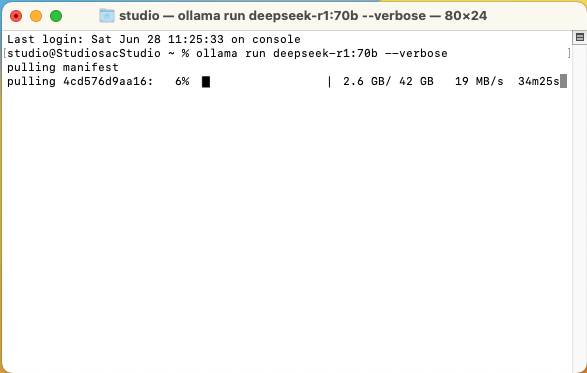 studio — ollama run deepseek-r1:70b --verbose — 80×24
Last login: Sat Jun 28 11:25:33 on console
[studio@StudiosacStudio ~ % ollama run deepseek-r1:70b --verbose ]
pulling manifest
pulling 4cd576d9aa16: 6% | 2.6 GB/ 42 GB 19 MB/s 34m25s